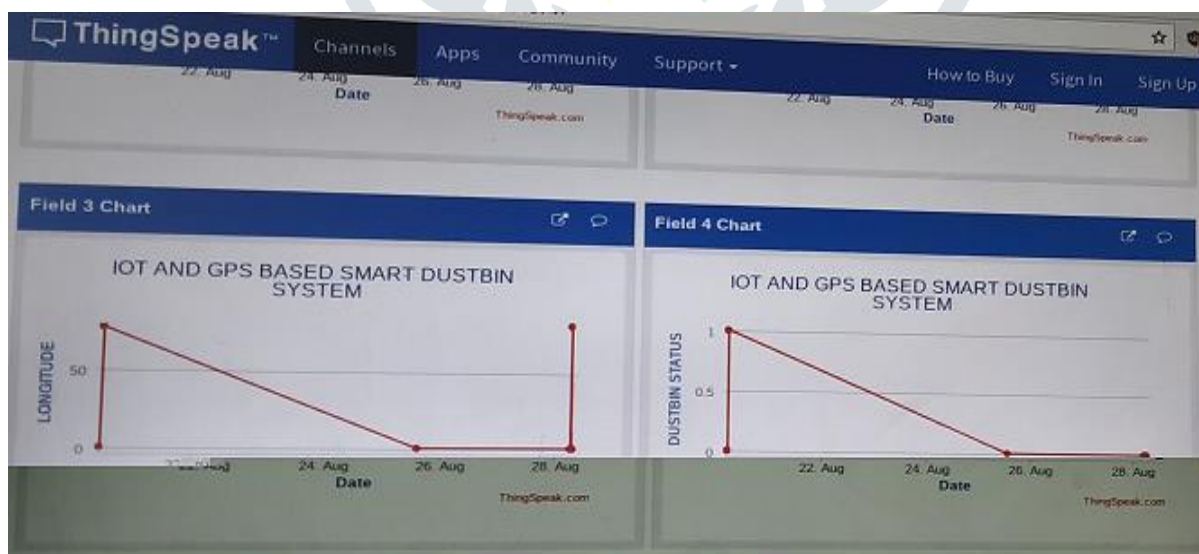 ThingSpeak™ Channels Apps Community Support How to Buy Sign In Sign Up
22. Aug 24. Aug 26. Aug 28. Aug
Date
ThingSpeak.com
22. Aug 24. Aug 26. Aug 28. Aug
Date
ThingSpeak.com
Field 3 Chart
IOT AND GPS BASED SMART DUSTBIN
SYSTEM
LONGITUDE
50
0
24. Aug 26. Aug 28. Aug
Date
ThingSpeak.com
Field 4 Chart
IOT AND GPS BASED SMART DUSTBIN
SYSTEM
DUSTBIN STATUS
1
0.5
0
22. Aug 24. Aug 26. Aug 28. Aug
Date
ThingSpeak.com